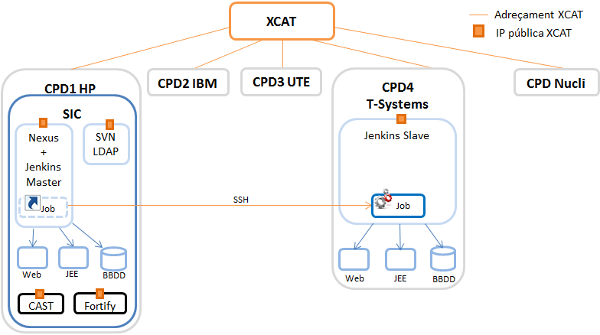 XCAT
Adreçament XCAT
IP pública XCAT
CPD1 HP
CPD2 IBM
CPD3 UTE
CPD4
T-Systems
CPD Nucli
SIC
Nexus
+
Jenkins
Master
Job
SVN
LDAP
Jenkins Slave
SSH
Job
Web
JEE
BBDD
Web
JEE
BBDD
CAST
Fortify